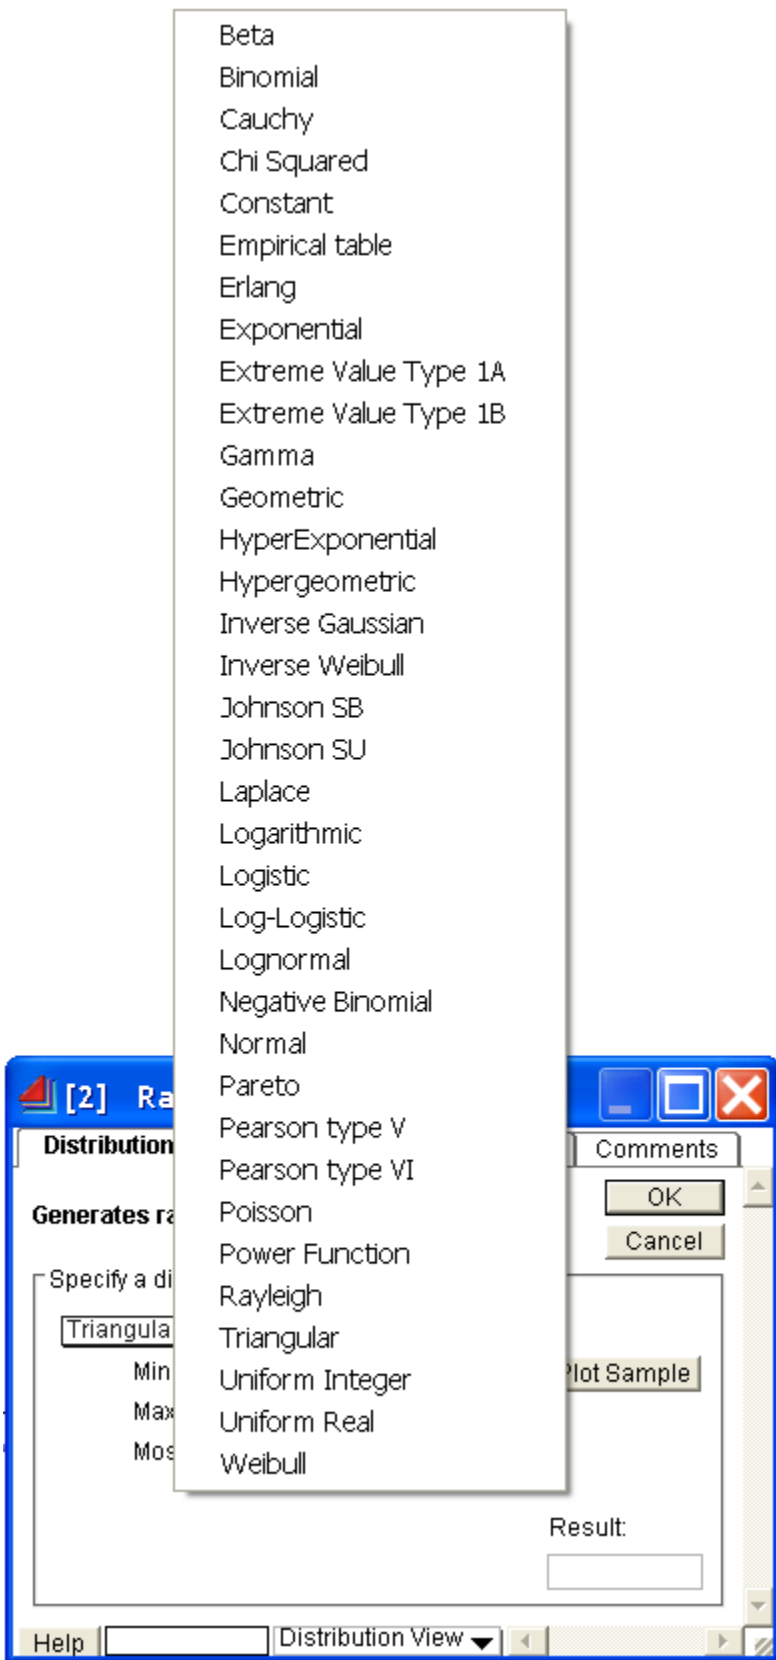 Beta
Binomial
Cauchy
Chi Squared
Constant
Empirical table
Erlang
Exponential
Extreme Value Type 1A
Extreme Value Type 1B
Gamma
Geometric
HyperExponential
Hypergeometric
Inverse Gaussian
Inverse Weibull
Johnson SB
Johnson SU
Laplace
Logarithmic
Logistic
Log-Logistic
Lognormal
Negative Binomial
Normal
Pareto
Pearson type V
Pearson type VI
Poisson
Power Function
Rayleigh
Triangular
Uniform Integer
Uniform Real
Weibull
[2] Ra
Distribution Comments
OK
Generates ra
Cancel
Specify a di
Triangula
Min Plot Sample
Max
Mos
Result:
Help Distribution View